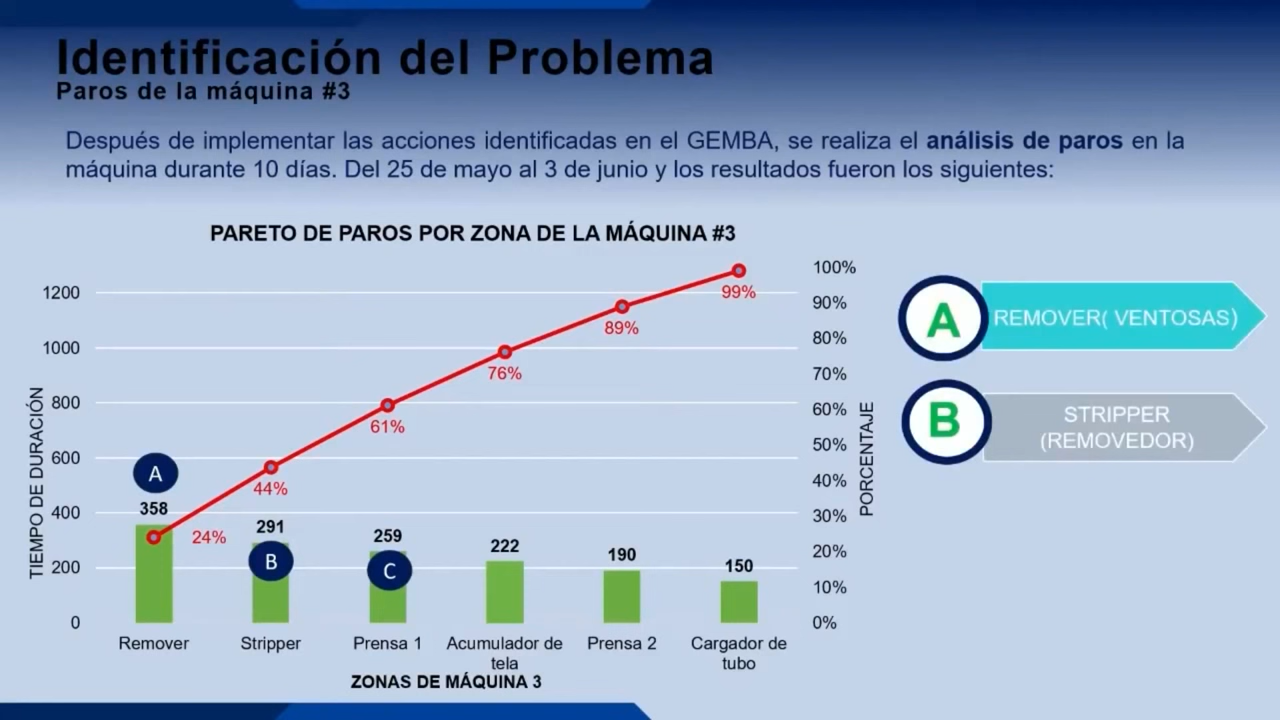 Identificación del Problema
Paros de la máquina #3
Después de implementar las acciones identificadas en el GEMBA, se realiza el análisis de paros en la
máquina durante 10 días. Del 25 de mayo al 3 de junio y los resultados fueron los siguientes:
PARETO DE PAROS POR ZONA DE LA MÁQUINA #3
TIEMPO DE DURACIÓN
1200
1000
800
600
400
200
0
A
358
24%
B
291
44%
C
259
61%
222
76%
190
89%
150
99%
Remover
Stripper
Prensa 1
Acumulador de
tela
Prensa 2
Cargador de
tubo
ZONAS DE MÁQUINA 3
100%
90%
80%
70%
60%
50%
40%
30%
20%
10%
0%
PORCENTAJE
A
REMOVER( VENTOSAS)
B
STRIPPER
(REMOVEDOR)